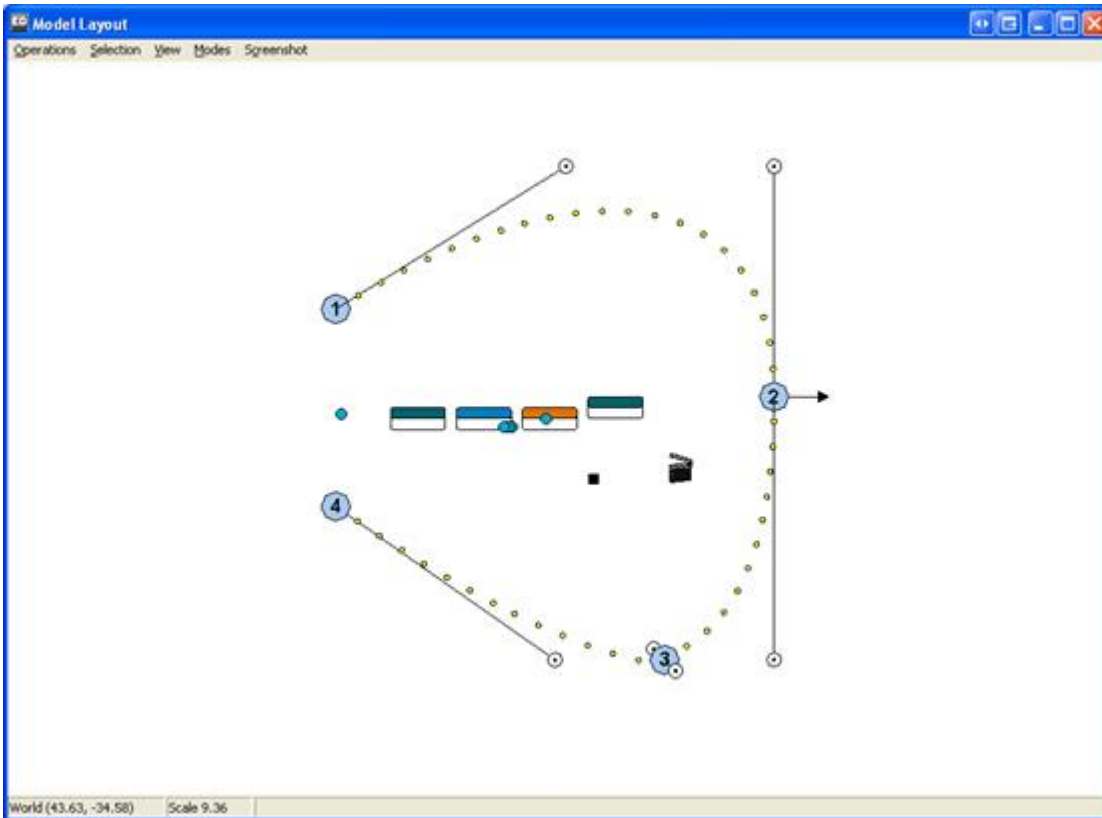 EG Model Layout
Operations Selection View Modes Screenshot
1
2
4
3
World (43.63, -34.58) Scale 9.36